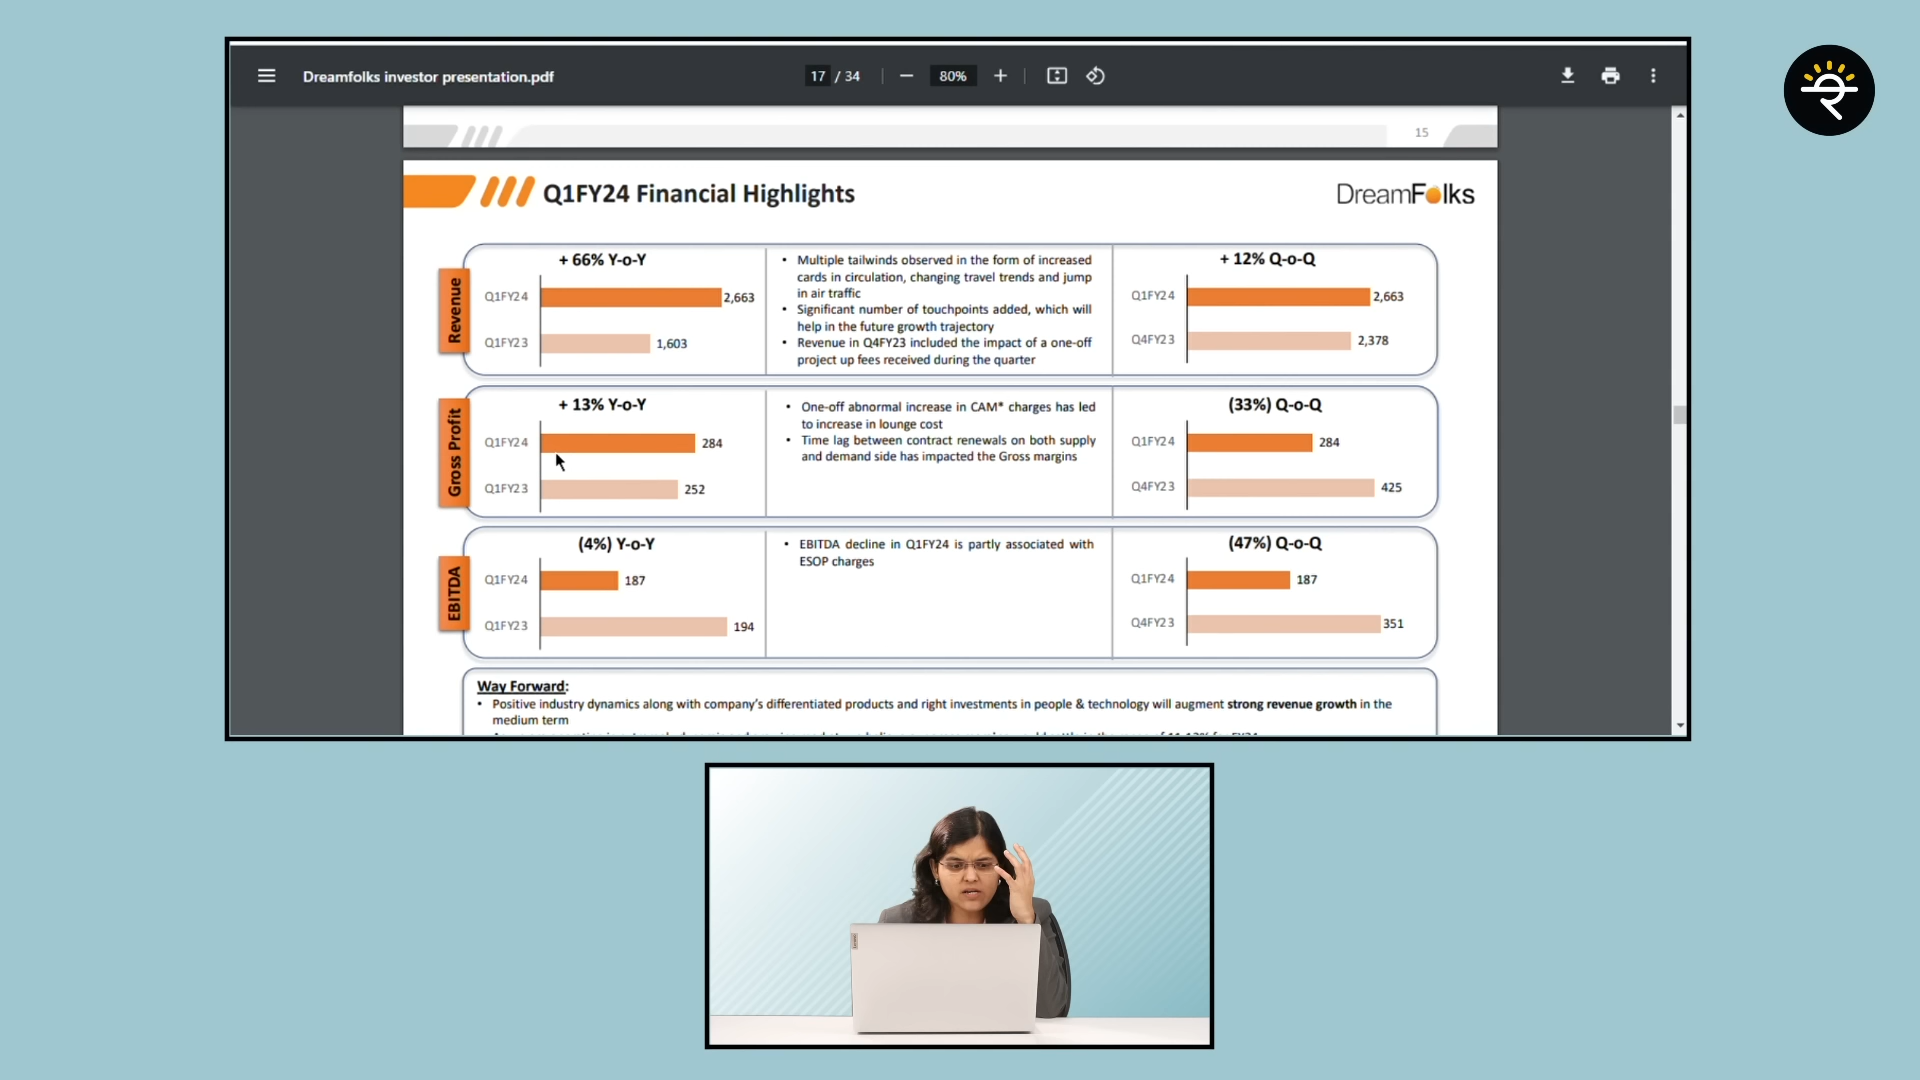 Dreamfolks investor presentation.pdf
17 / 34
80%
15
Q1FY24 Financial Highlights
DreamFolks
Revenue
+ 66% Y-o-Y
Q1FY24
2,663
Q1FY23
1,603
• Multiple tailwinds observed in the form of increased
cards in circulation, changing travel trends and jump
in air traffic
• Significant number of touchpoints added, which will
help in the future growth trajectory
• Revenue in Q4FY23 included the impact of a one-off
project up fees received during the quarter
+ 12% Q-o-Q
Q1FY24
2,663
Q4FY23
2,378
Gross Profit
+ 13% Y-o-Y
Q1FY24
284
Q1FY23
252
• One-off abnormal increase in CAM* charges has led
to increase in lounge cost
• Time lag between contract renewals on both supply
and demand side has impacted the Gross margins
(33%) Q-o-Q
Q1FY24
284
Q4FY23
425
EBITDA
(4%) Y-o-Y
Q1FY24
187
Q1FY23
194
• EBITDA decline in Q1FY24 is partly associated with
ESOP charges
(47%) Q-o-Q
Q1FY24
187
Q4FY23
351
Way Forward:
• Positive industry dynamics along with company's differentiated products and right investments in people & technology will augment strong revenue growth in the
medium term